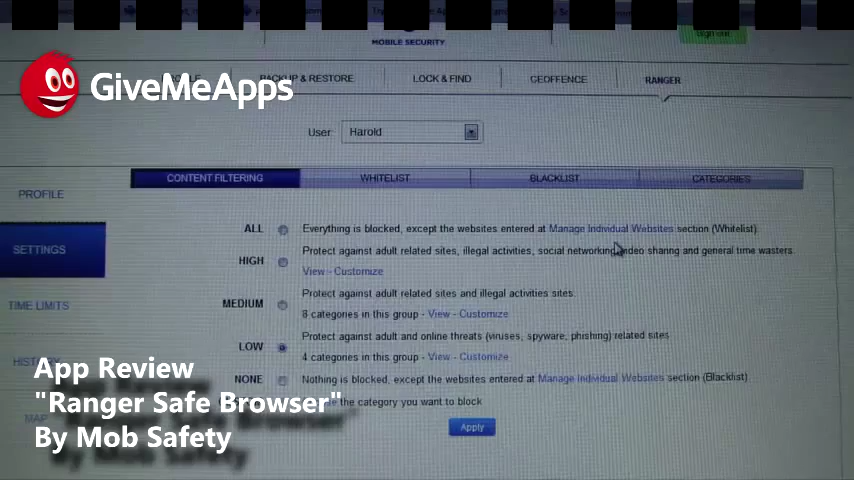 MOBILE SECURITY
BACKUP & RESTORE
LOCK & FIND
GEOFFENCE
RANGER
GiveMeApps
User: Harold
CONTENT FILTERING
WHITELIST
BLACKLIST
CATEGORIES
PROFILE
SETTINGS
TIME LIMITS
ALL
Everything is blocked, except the websites entered at Manage Individual Websites section (Whitelist).
HIGH
Protect against adult related sites, illegal activities, social networking, video sharing and general time wasters.
View - Customize
MEDIUM
Protect against adult related sites and illegal activities sites.
8 categories in this group - View - Customize
LOW
Protect against adult and online threats (viruses, spyware, phishing) related sites
4 categories in this group - View - Customize
NONE
Nothing is blocked, except the websites entered at Manage Individual Websites section (Blacklist).
the category you want to block
Apply
MAP
App Review
"Ranger Safe Browser"
By Mob Safety